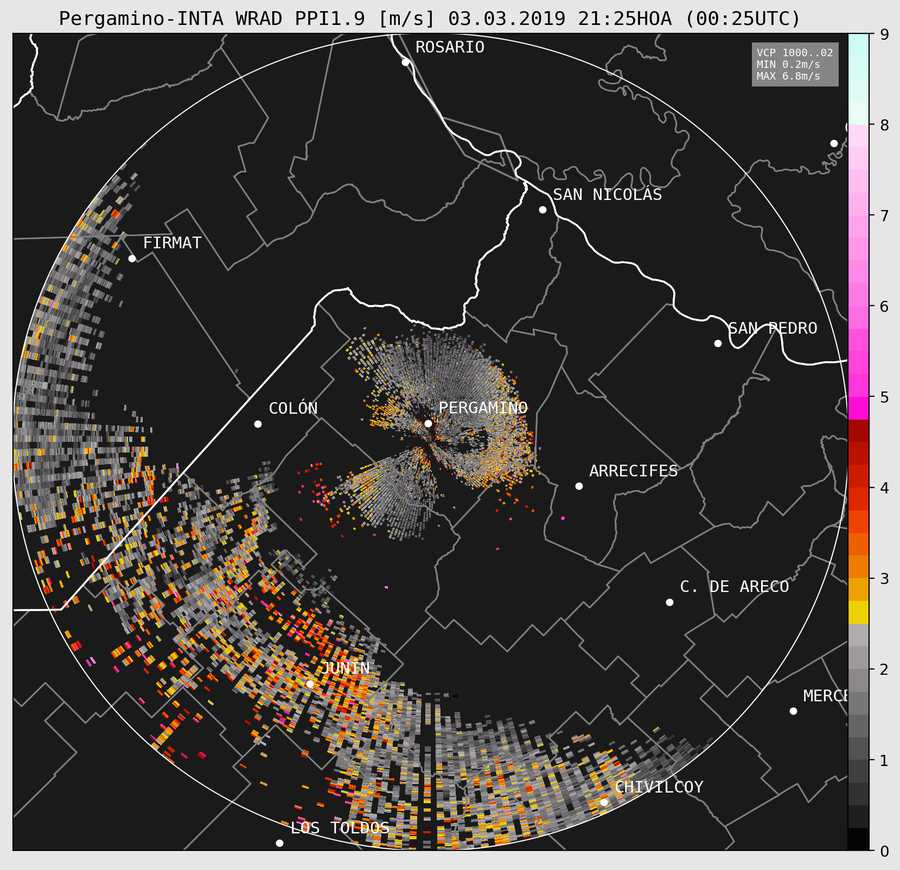 Pergamino-INTA WRAD PPI1.9 [m/s] 03.03.2019 21:25HOA (00:25UTC)
VCP 1000..02
MIN 0.2m/s
MAX 6.8m/s
ROSARIO
SAN NICOLÁS
FIRMAT
SAN PEDRO
COLÓN
PERGAMINO
ARRECIFES
C. DE ARECO
JUNÍN
MERCE
CHIVILCOY
LOS TOLDOS
9
8
7
6
5
4
3
2
1
0